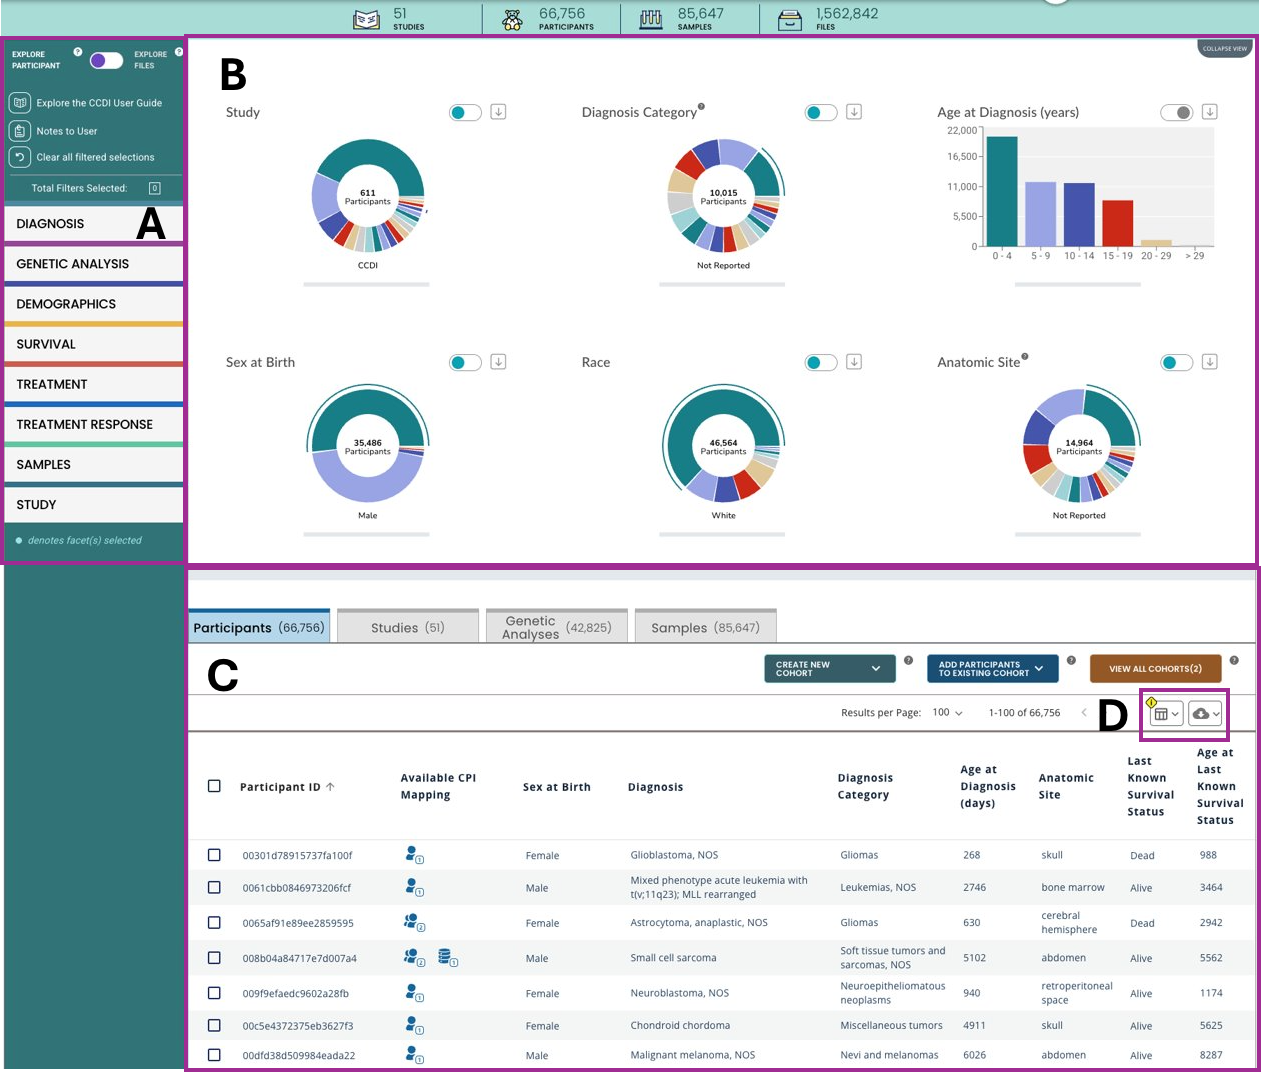 51
STUDIES
66,756
PARTICIPANTS
85,647
SAMPLES
1,562,842
FILES
EXPLORE
PARTICIPANT
?
EXPLORE
FILES
?
Explore the CCDI User Guide
Notes to User
Clear all filtered selections
Total Filters Selected: 0
A
DIAGNOSIS
GENETIC ANALYSIS
DEMOGRAPHICS
SURVIVAL
TREATMENT
TREATMENT RESPONSE
SAMPLES
STUDY
denotes facet(s) selected
COLLAPSE VIEW
B
Study
611
Participants
CCDI
Diagnosis Category?
10,015
Participants
Not Reported
Age at Diagnosis (years)
22,000
16,500
11,000
5,500
0
0 - 4 5 - 9 10 - 14 15 - 19 20 - 29 > 29
Sex at Birth
35,486
Participants
Male
Race
46,564
Participants
White
Anatomic Site?
14,964
Participants
Not Reported
Participants (66,756)
Studies (51)
Genetic
Analyses (42,825)
Samples (85,647)
C
CREATE NEW
COHORT
?
ADD PARTICIPANTS
TO EXISTING COHORT
?
VIEW ALL COHORTS(2)
?
Results per Page: 100 1-100 of 66,756 <
D
Participant ID ↑
Available CPI
Mapping
Sex at Birth
Diagnosis
Diagnosis
Category
Age at
Diagnosis
(days)
Anatomic
Site
Last
Known
Survival
Status
Age at
Last
Known
Survival
Status
00301d78915737fa100f 1 Female Glioblastoma, NOS Gliomas 268 skull Dead 988
0061cbb0846973206fcf 1 Male Mixed phenotype acute leukemia with
t(v;11q23); MLL rearranged Leukemias, NOS 2746 bone marrow Alive 3464
0065af91e89ee2859595 2 Female Astrocytoma, anaplastic, NOS Gliomas 630 cerebral
hemisphere Dead 2942
008b04a84717e7d007a4 2 1 Male Small cell sarcoma Soft tissue tumors and
sarcomas, NOS 5102 abdomen Alive 5562
009f9efaedc9602a28fb 1 Female Neuroblastoma, NOS Neuroepitheliomatous
neoplasms 940 retroperitoneal
space Alive 1174
00c5e4372375eb3627f3 1 Female Chondroid chordoma Miscellaneous tumors 4911 skull Alive 5625
00dfd38d509984eada22 1 Male Malignant melanoma, NOS Nevi and melanomas 6026 abdomen Alive 8287